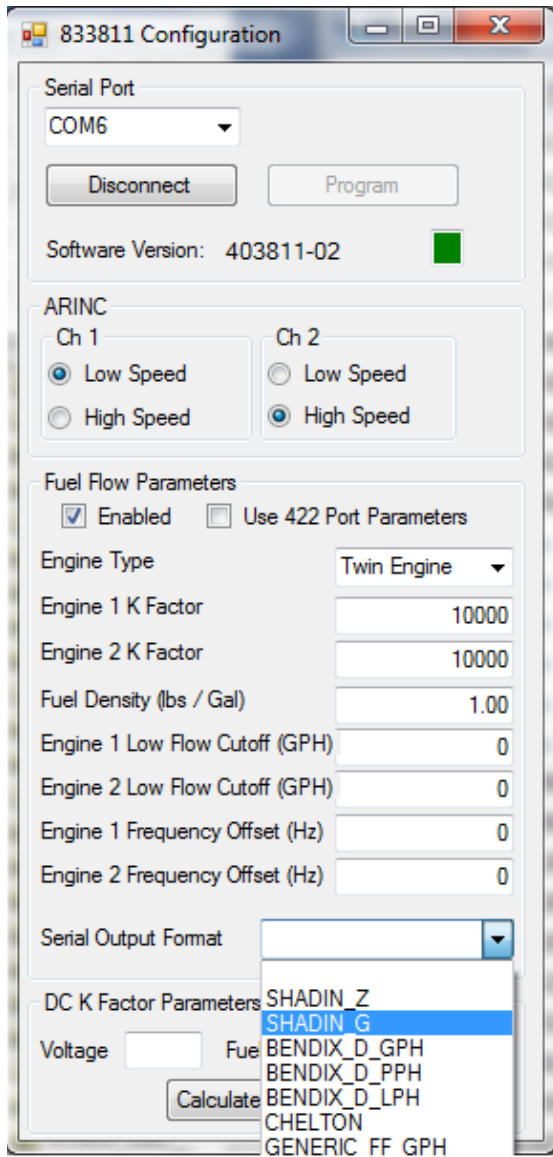 833811 Configuration
Serial Port
COM6
Disconnect Program
Software Version: 403811-02
ARINC
Ch 1 Ch 2
Low Speed Low Speed
High Speed High Speed
Fuel Flow Parameters
Enabled Use 422 Port Parameters
Engine Type Twin Engine
Engine 1 K Factor 10000
Engine 2 K Factor 10000
Fuel Density (lbs / Gal) 1.00
Engine 1 Low Flow Cutoff (GPH) 0
Engine 2 Low Flow Cutoff (GPH) 0
Engine 1 Frequency Offset (Hz) 0
Engine 2 Frequency Offset (Hz) 0
Serial Output Format
SHADIN_Z
DC K Factor Parameters SHADIN_G
BENDIX_D_GPH
Voltage Fue
BENDIX_D_PPH
Calculate BENDIX_D_LPH
CHELTON
GENERIC_FF_GPH